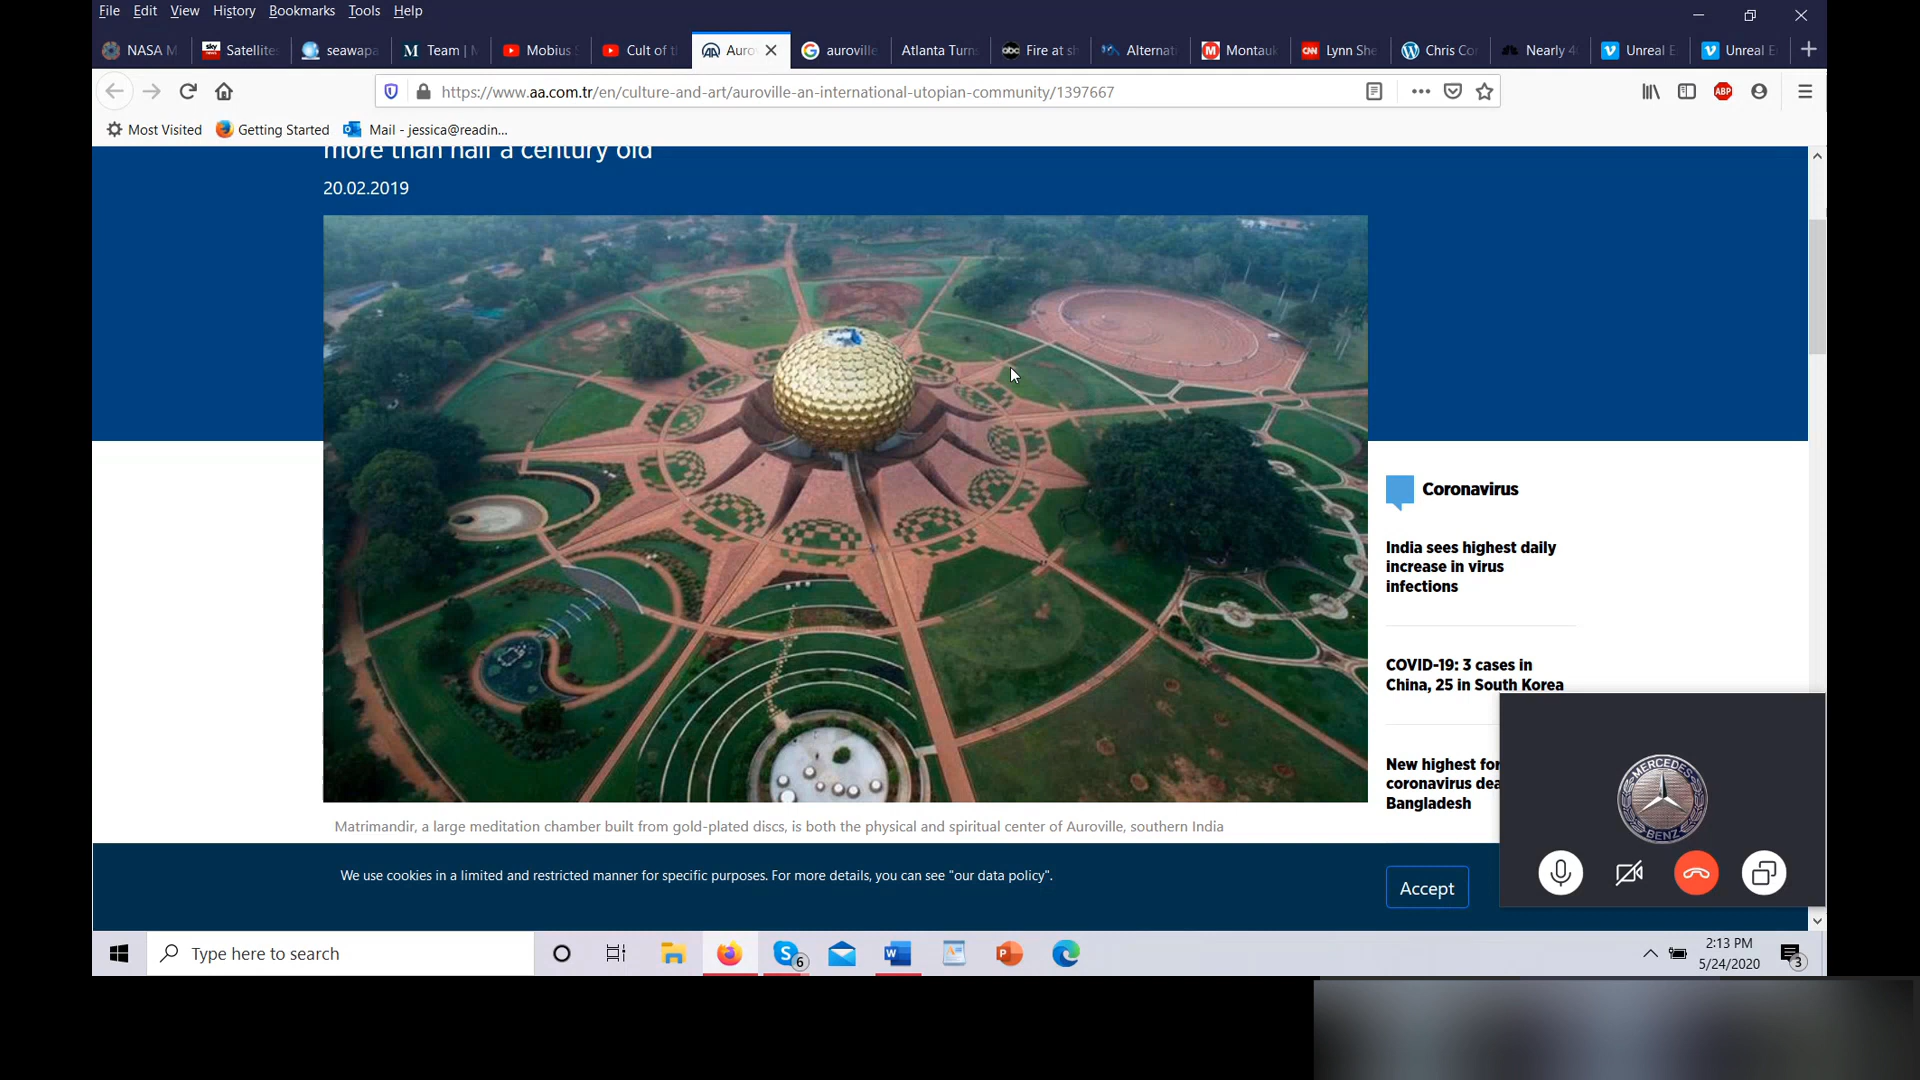 File Edit View History Bookmarks Tools Help
NASA M
Satellite
seawapa
Team | M
Mobius S
Cult of th
Auro
auroville
Atlanta Turn
Fire at sh
Alternat
Montauk
Lynn She
Chris Co
Nearly 4
Unreal E
Unreal E
https://www.aa.com.tr/en/culture-and-art/auroville-an-international-utopian-community/1397667
ABP
Most Visited Getting Started Mail - jessica@readin...
more than half a century old
20.02.2019
Matrimandir, a large meditation chamber built from gold-plated discs, is both the physical and spiritual center of Auroville, southern India
Coronavirus
India sees highest daily
increase in virus
infections
COVID-19: 3 cases in
China, 25 in South Korea
New highest for
coronavirus dea
Bangladesh
MERCEDES
BENZ
We use cookies in a limited and restricted manner for specific purposes. For more details, you can see "our data policy".
Accept
Type here to search
6
2:13 PM
5/24/2020
3